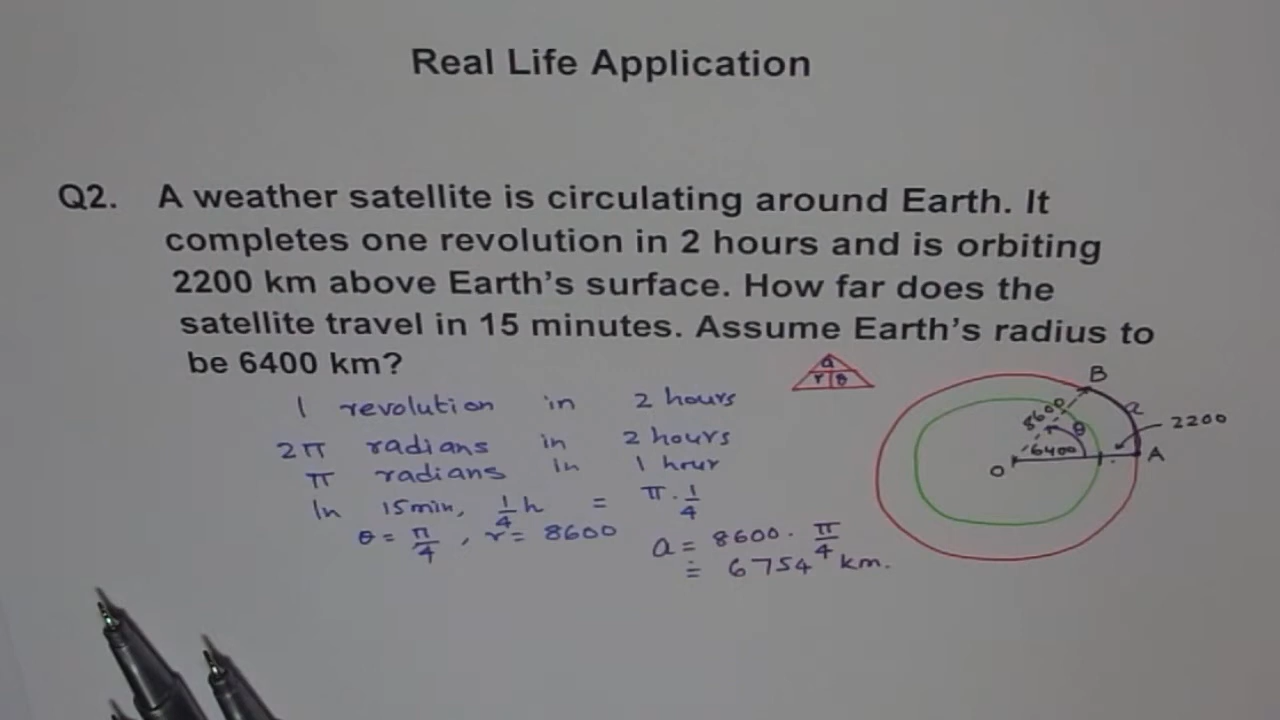 Real Life Application
Q2. A weather satellite is circulating around Earth. It
completes one revolution in 2 hours and is orbiting
2200 km above Earth's surface. How far does the
satellite travel in 15 minutes. Assume Earth's radius to
be 6400 km?
a
r θ
1 revolution in 2 hours
2π radians in 2 hours
π radians in 1 hour
In 15min, 1/4 h = π · 1/4
θ = π/4 , r = 8600
a = 8600 · π/4
≐ 6754 km.
B
a
8600
θ
2200
6400
O
A